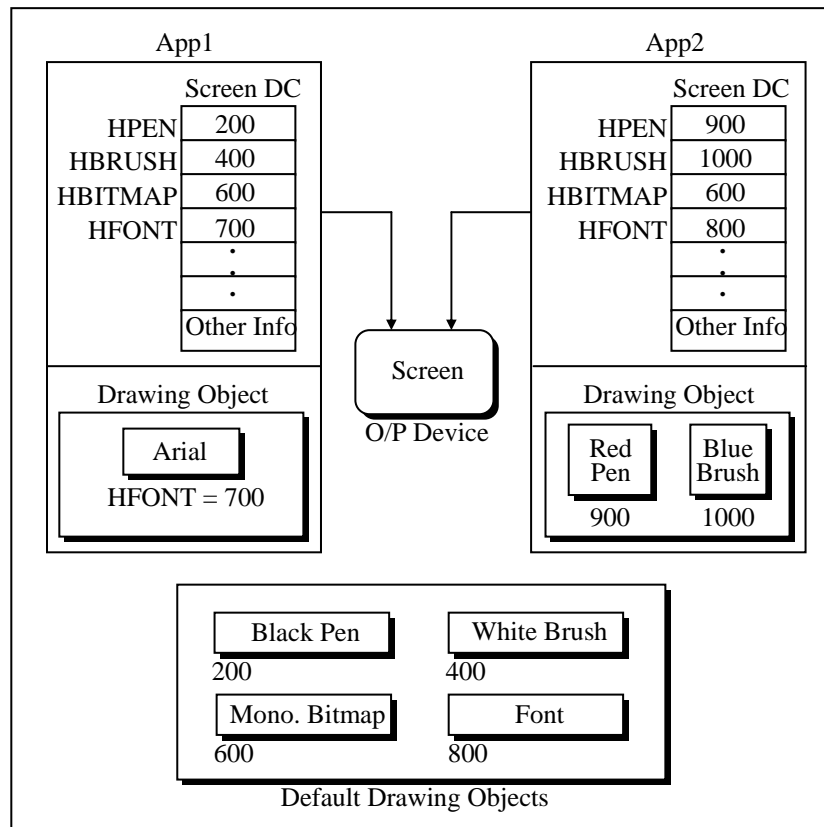 App1
Screen DC
HPEN 200
HBRUSH 400
HBITMAP 600
HFONT 700
Other Info
Drawing Object
Arial
HFONT = 700
App2
Screen DC
HPEN 900
HBRUSH 1000
HBITMAP 600
HFONT 800
Other Info
Drawing Object
Red
Pen
900
Blue
Brush
1000
Screen
O/P Device
Black Pen
200
White Brush
400
Mono. Bitmap
600
Font
800
Default Drawing Objects